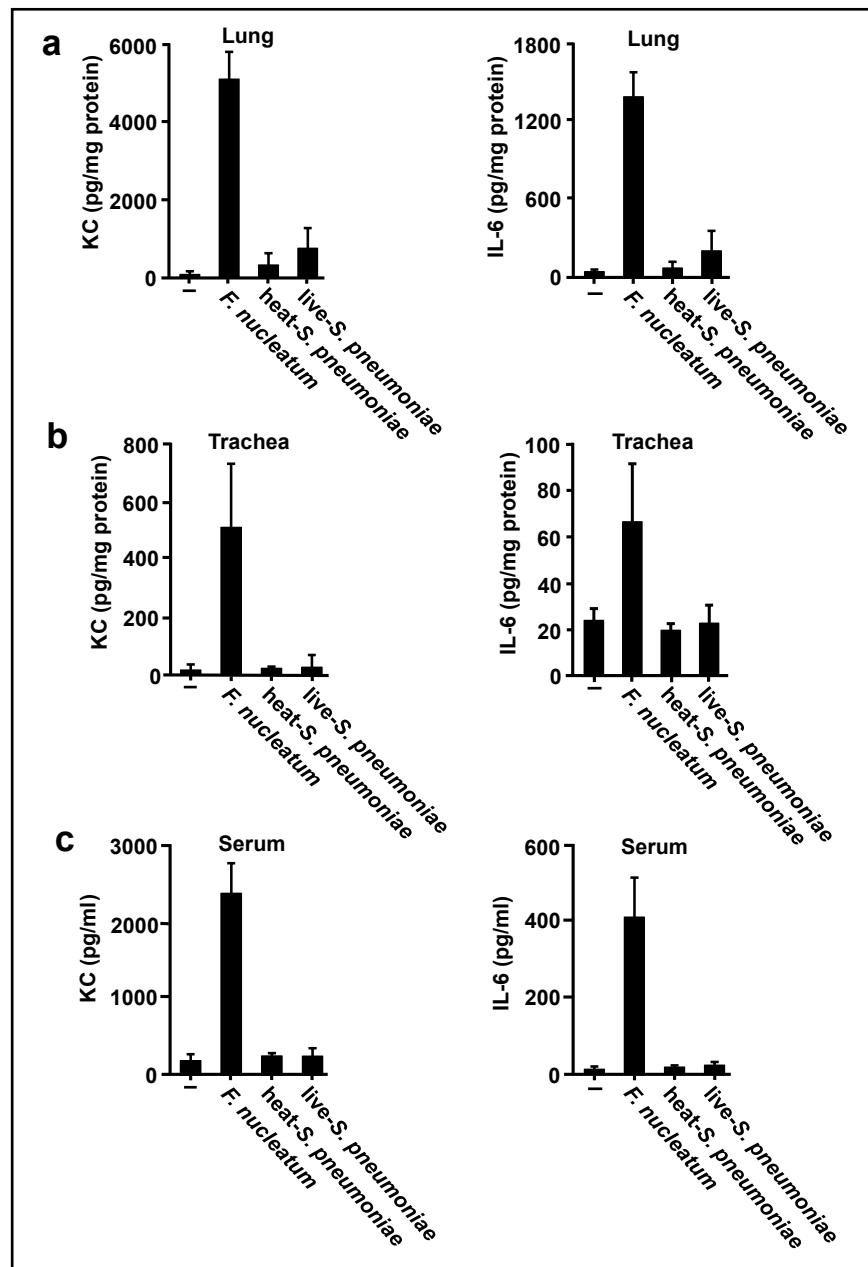 a
Lung
KC (pg/mg protein)
6000
4000
2000
0
–
F. nucleatum
heat-S. pneumoniae
live-S. pneumoniae
Lung
IL-6 (pg/mg protein)
1800
1200
600
0
–
F. nucleatum
heat-S. pneumoniae
live-S. pneumoniae
b
Trachea
KC (pg/mg protein)
800
600
400
200
0
–
F. nucleatum
heat-S. pneumoniae
live-S. pneumoniae
Trachea
IL-6 (pg/mg protein)
100
80
60
40
20
0
–
F. nucleatum
heat-S. pneumoniae
live-S. pneumoniae
c
Serum
KC (pg/ml)
3000
2000
1000
0
–
F. nucleatum
heat-S. pneumoniae
live-S. pneumoniae
Serum
IL-6 (pg/ml)
600
400
200
0
–
F. nucleatum
heat-S. pneumoniae
live-S. pneumoniae